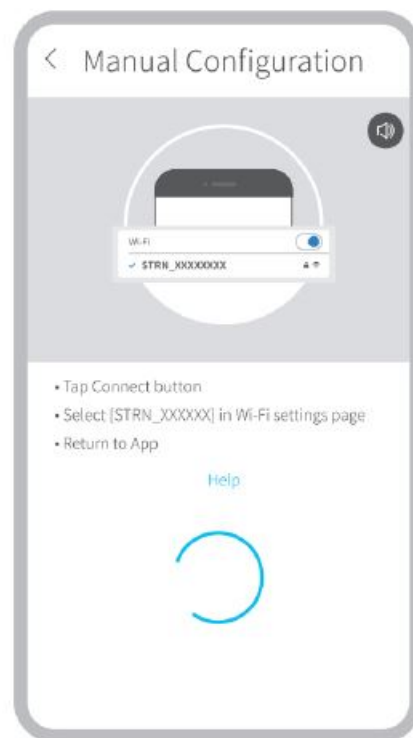 Manual Configuration
Wi-Fi
STRN_XXXXXXXX
• Tap Connect button
• Select [STRN_XXXXXX] in Wi-Fi settings page
• Return to App
Help